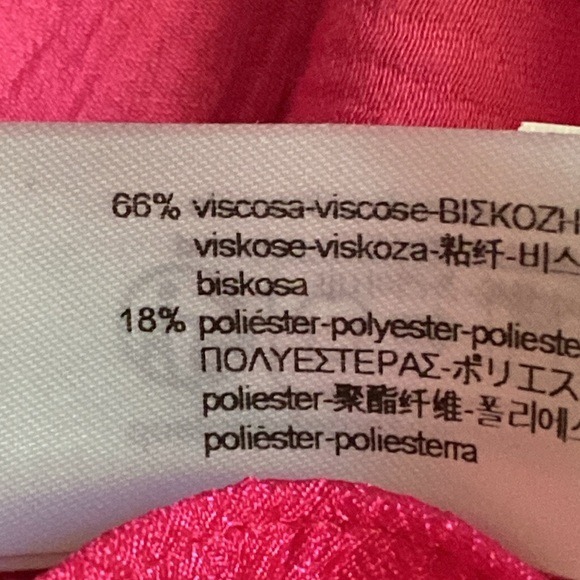 66% viscosa-viscose-ΒΙΣΚΟΖΗ
viskose-viskoza-粘纤-비스
biskosa
18% poliéster-polyester-polieste
ΠΟΛΥΕΣΤΕΡΑΣ-ポリエス
poliester-聚酯纤维-폴리에
polièster-poliesterra